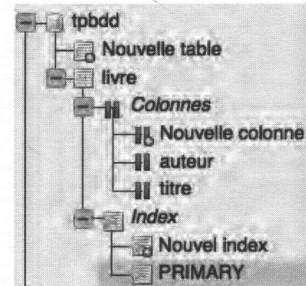 tpbdd
Nouvelle table
livre
Colonnes
Nouvelle colonne
auteur
titre
Index
Nouvel index
PRIMARY